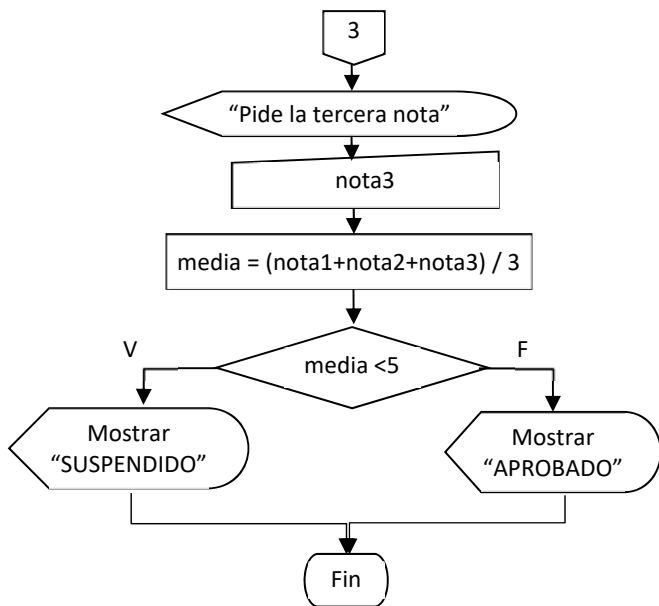 3
“Pide la tercera nota”
nota3
media = (nota1+nota2+nota3) / 3
V
media <5
F
Mostrar
“SUSPENDIDO”
Mostrar
“APROBADO”
Fin